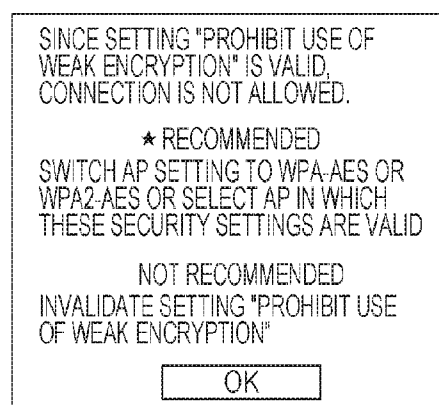 SINCE SETTING "PROHIBIT USE OF
WEAK ENCRYPTION" IS VALID,
CONNECTION IS NOT ALLOWED.
★ RECOMMENDED
SWITCH AP SETTING TO WPA-AES OR
WPA2-AES OR SELECT AP IN WHICH
THESE SECURITY SETTINGS ARE VALID
NOT RECOMMENDED
INVALIDATE SETTING "PROHIBIT USE
OF WEAK ENCRYPTION"
OK